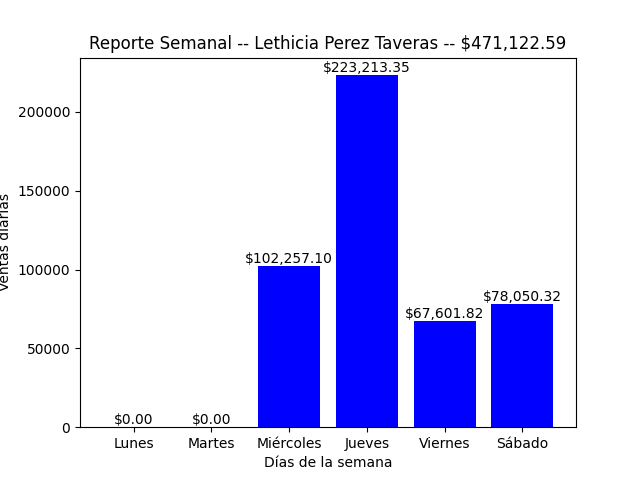 Reporte Semanal -- Lethicia Perez Taveras -- $471,122.59
$223,213.35
200000
150000
Ventas diarias
$102,257.10
100000
$78,050.32
$67,601.82
50000
$0.00 $0.00
0
Lunes Martes Miércoles Jueves Viernes Sábado
Días de la semana